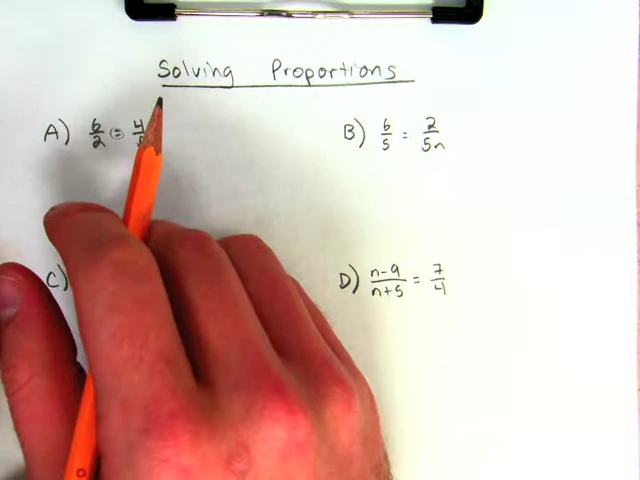 Solving Proportions
A) 6/2 = 4/
B) 6/5 = 2/5n
C)
D) n-9/n+5 = 7/4